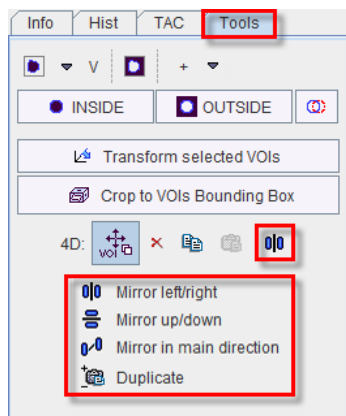 Info Hist TAC Tools
V +
INSIDE OUTSIDE
Transform selected VOIs
Crop to VOIs Bounding Box
4D: voi
Mirror left/right
Mirror up/down
Mirror in main direction
Duplicate